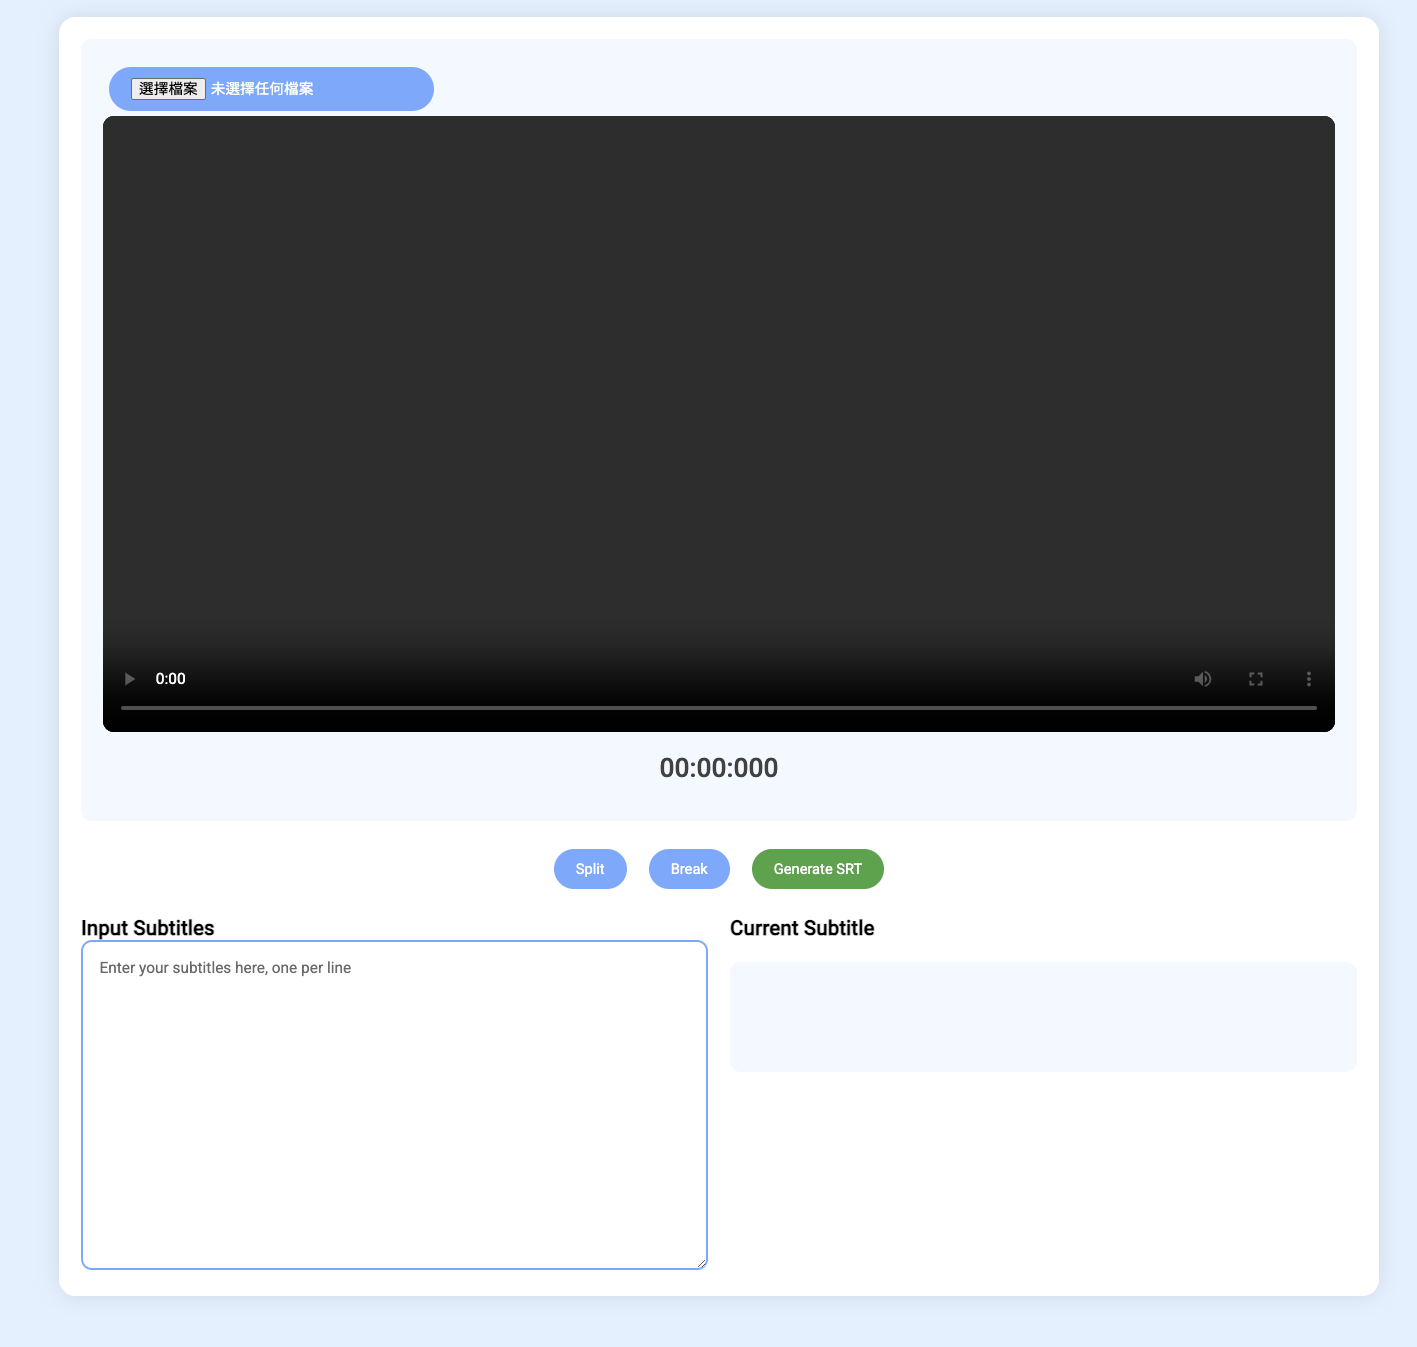 選擇檔案 未選擇任何檔案
0:00
00:00:000
Split Break Generate SRT
Input Subtitles
Enter your subtitles here, one per line
Current Subtitle